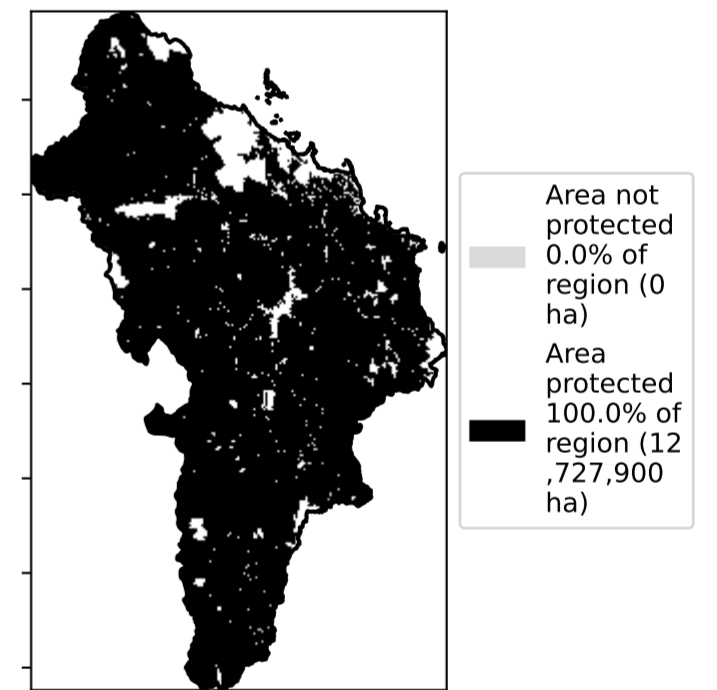 Area not
protected
0.0% of
region (0
ha)
Area
protected
100.0% of
region (12
,727,900
ha)